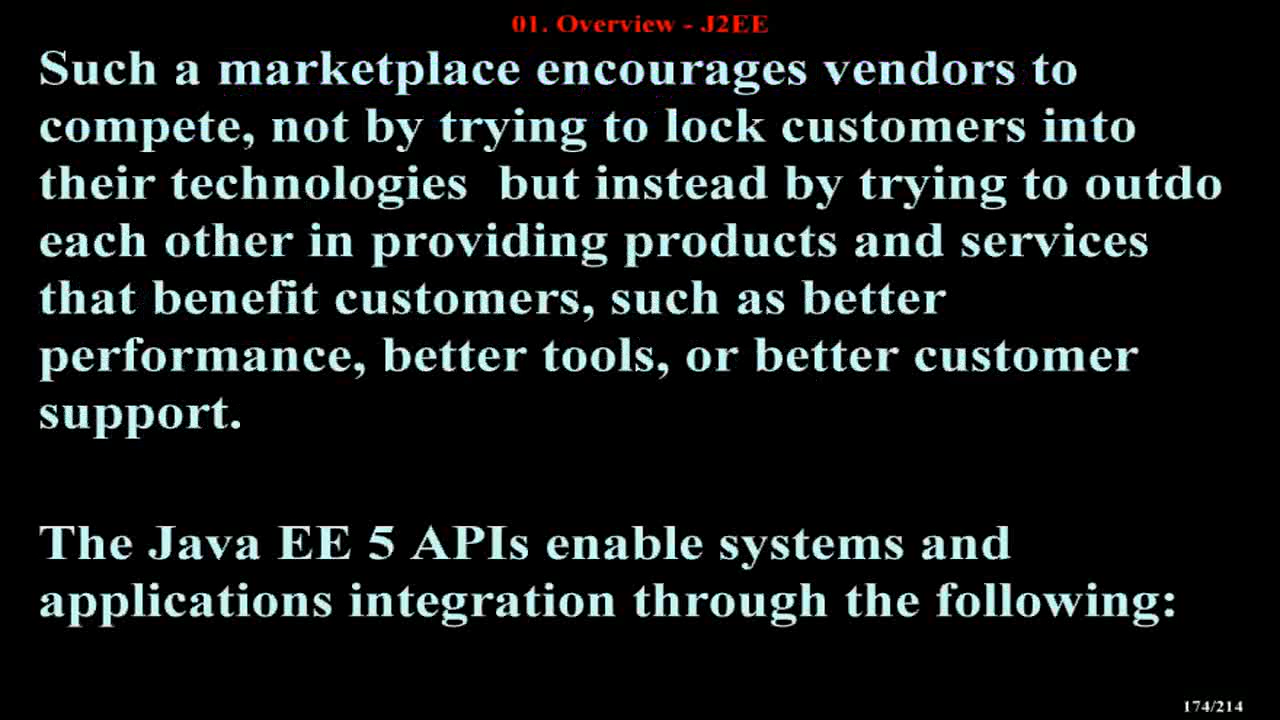 01. Overview - J2EE
Such a marketplace encourages vendors to
compete, not by trying to lock customers into
their technologies  but instead by trying to outdo
each other in providing products and services
that benefit customers, such as better
performance, better tools, or better customer
support.
The Java EE 5 APIs enable systems and
applications integration through the following:
174/214